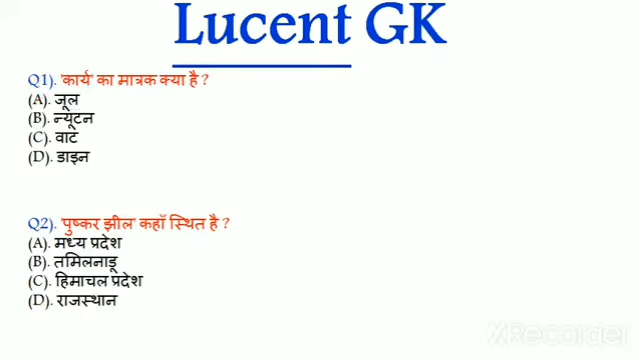 Lucent GK
Q1). 'कार्य' का मात्रक क्या है ?
(A). जूल
(B). न्यूटन
(C). वाट
(D). डाइन
Q2). 'पुष्कर झील' कहाँ स्थित है ?
(A). मध्य प्रदेश
(B). तमिलनाडू
(C). हिमाचल प्रदेश
(D). राजस्थान
XRecorder